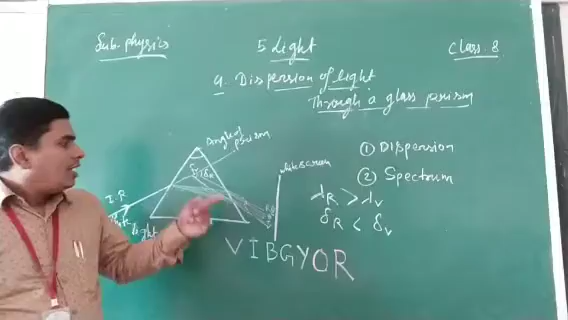 Sub-physics
5 light
Class. 8
a. Dispersion of light
Through a glass prism
Angle of
prism
white screen
① Dispersion
② Spectrum
λR > λV
δR < δV
I.R
light
VIBGYOR